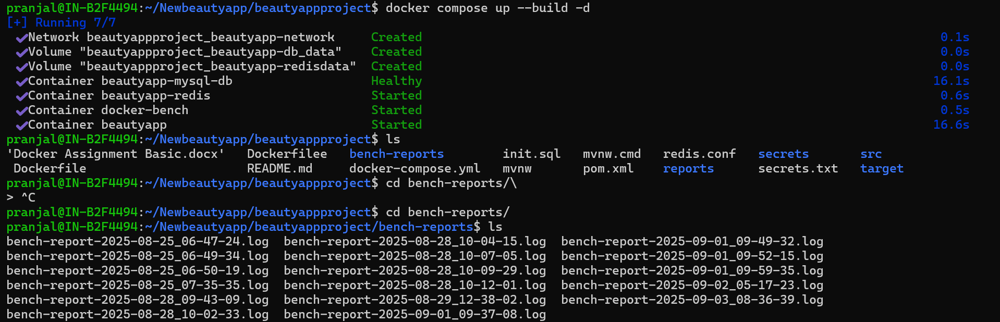 pranjal@IN-B2F4494:~/Newbeautyapp/beautyappproject$ docker compose up --build -d
[+] Running 7/7
✔Network beautyappproject_beautyapp-network Created 0.1s
✔Volume "beautyappproject_beautyapp-db_data" Created 0.0s
✔Volume "beautyappproject_beautyapp-redisdata" Created 0.0s
✔Container beautyapp-mysql-db Healthy 16.1s
✔Container beautyapp-redis Started 0.6s
✔Container docker-bench Started 0.5s
✔Container beautyapp Started 16.6s
pranjal@IN-B2F4494:~/Newbeautyapp/beautyappproject$ ls
'Docker Assignment Basic.docx' Dockerfilee bench-reports init.sql mvnw.cmd redis.conf secrets src
Dockerfile README.md docker-compose.yml mvnw pom.xml reports secrets.txt target
pranjal@IN-B2F4494:~/Newbeautyapp/beautyappproject$ cd bench-reports/\
> ^C
pranjal@IN-B2F4494:~/Newbeautyapp/beautyappproject$ cd bench-reports/
pranjal@IN-B2F4494:~/Newbeautyapp/beautyappproject/bench-reports$ ls
bench-report-2025-08-25_06-47-24.log bench-report-2025-08-28_10-04-15.log bench-report-2025-09-01_09-49-32.log
bench-report-2025-08-25_06-49-34.log bench-report-2025-08-28_10-07-05.log bench-report-2025-09-01_09-52-15.log
bench-report-2025-08-25_06-50-19.log bench-report-2025-08-28_10-09-29.log bench-report-2025-09-01_09-59-35.log
bench-report-2025-08-25_07-35-35.log bench-report-2025-08-28_10-12-01.log bench-report-2025-09-02_05-17-23.log
bench-report-2025-08-28_09-43-09.log bench-report-2025-08-29_12-38-02.log bench-report-2025-09-03_08-36-39.log
bench-report-2025-08-28_10-02-33.log bench-report-2025-09-01_09-37-08.log